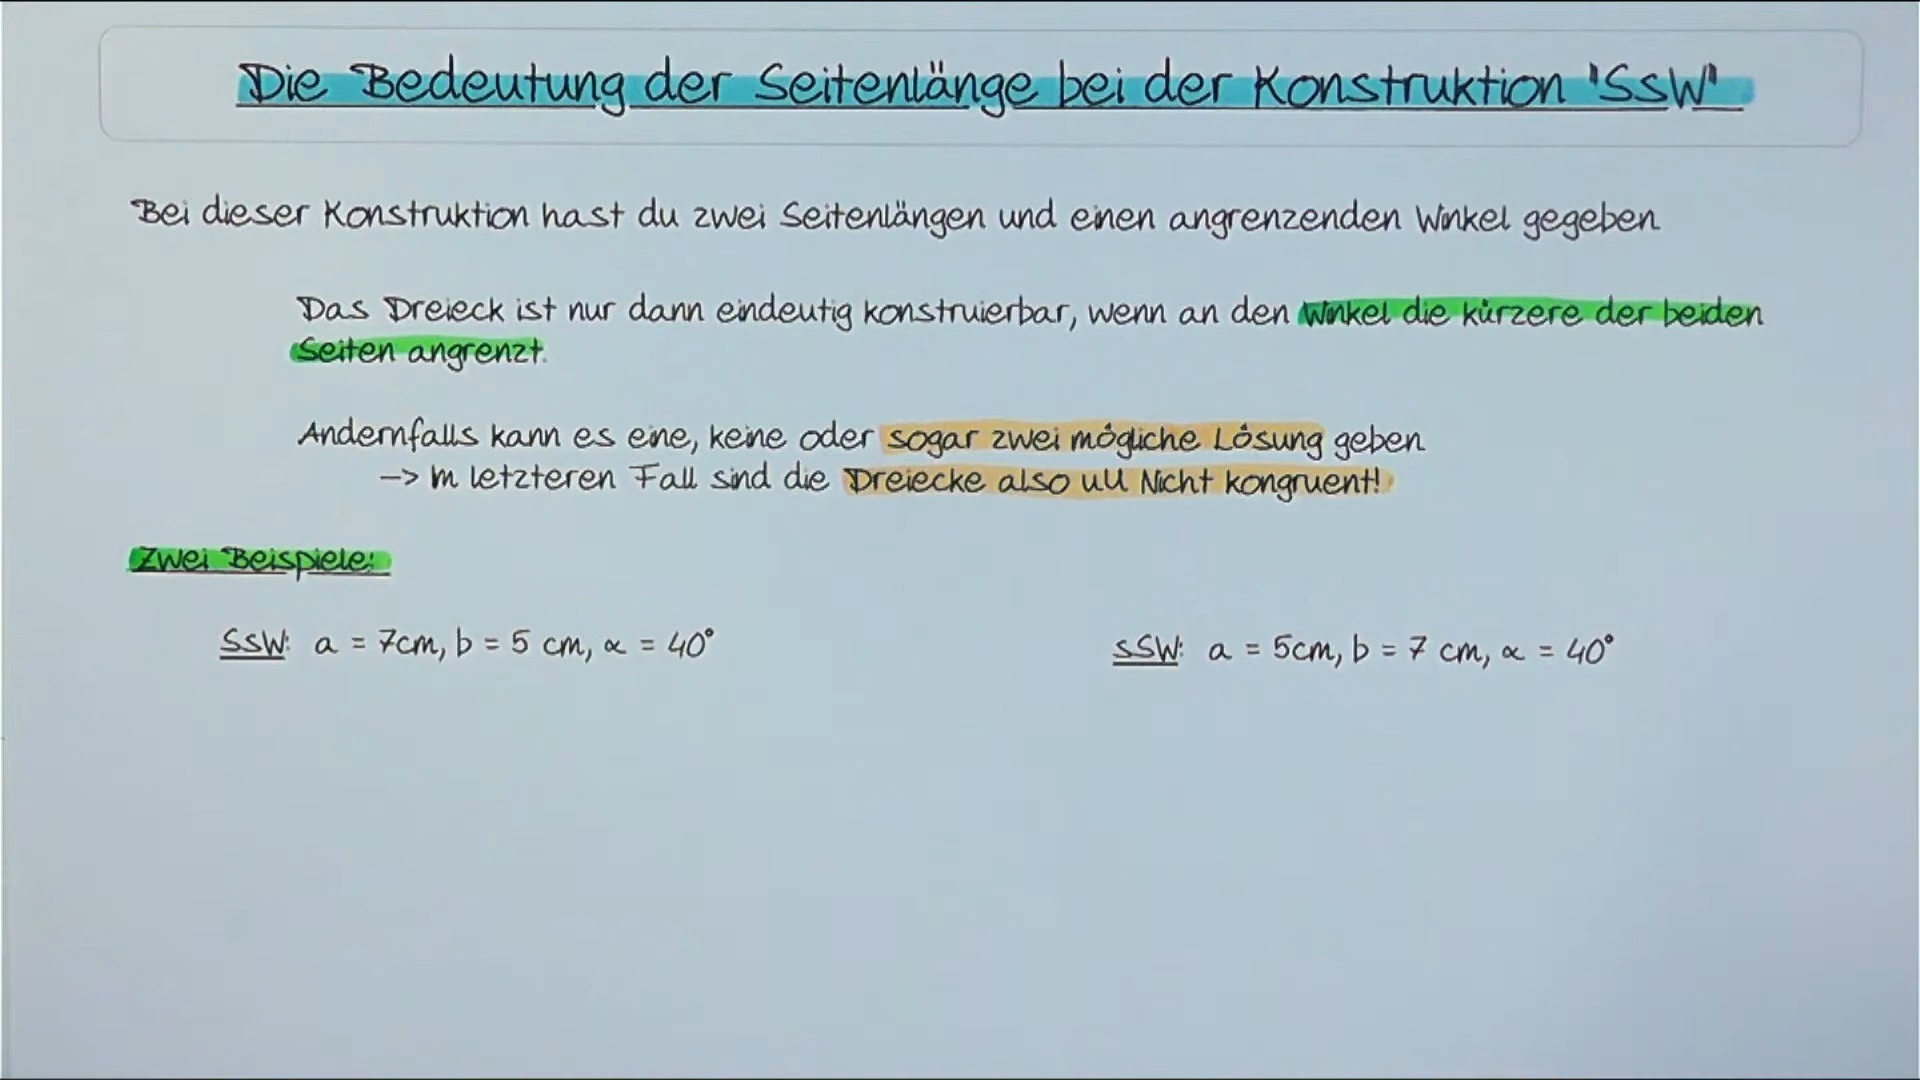 Die Bedeutung der Seitenlänge bei der Konstruktion 'SsW'
Bei dieser Konstruktion hast du zwei Seitenlängen und einen angrenzenden Winkel gegeben
Das Dreieck ist nur dann eindeutig konstruierbar, wenn an den Winkel die kürzere der beiden
Seiten angrenzt.
Andernfalls kann es eine, keine oder sogar zwei mögliche Lösung geben
-> Im letzteren Fall sind die Dreiecke also uU Nicht kongruent!
Zwei Beispiele:
SsW: a = 7cm, b = 5 cm, α = 40°
sSW: a = 5cm, b = 7 cm, α = 40°